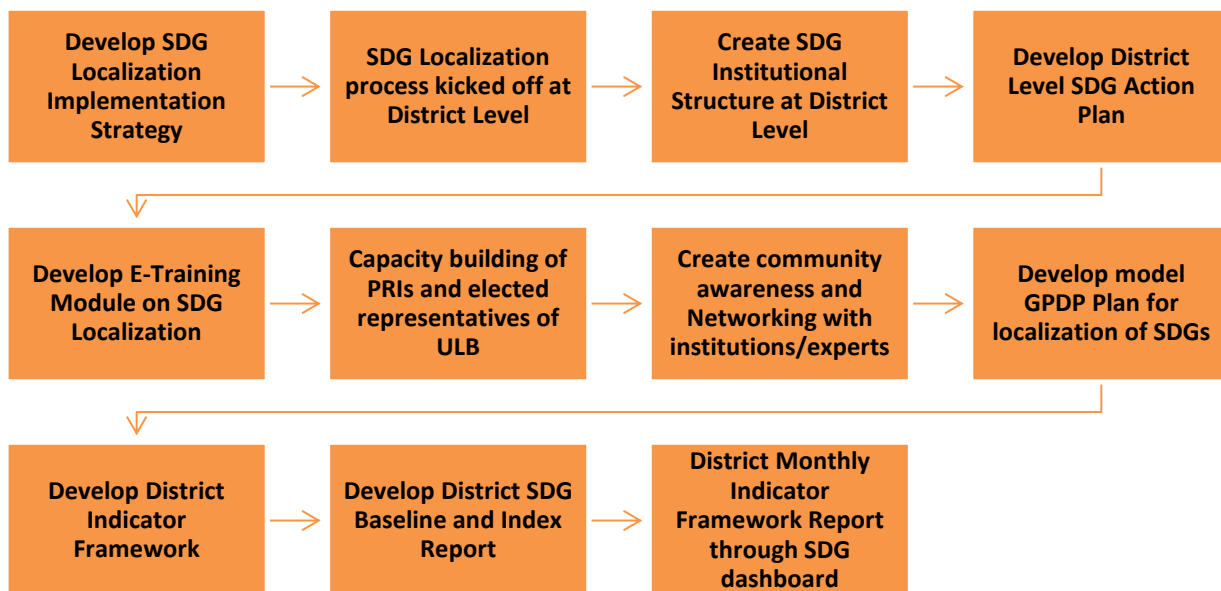 Develop SDG
Localization
Implementation
Strategy
SDG Localization
process kicked off at
District Level
Create SDG
Institutional
Structure at District
Level
Develop District
Level SDG Action
Plan
Develop E-Training
Module on SDG
Localization
Capacity building of
PRIs and elected
representatives of
ULB
Create community
awareness and
Networking with
institutions/experts
Develop model
GPDP Plan for
localization of SDGs
Develop District
Indicator
Framework
Develop District SDG
Baseline and Index
Report
District Monthly
Indicator
Framework Report
through SDG
dashboard